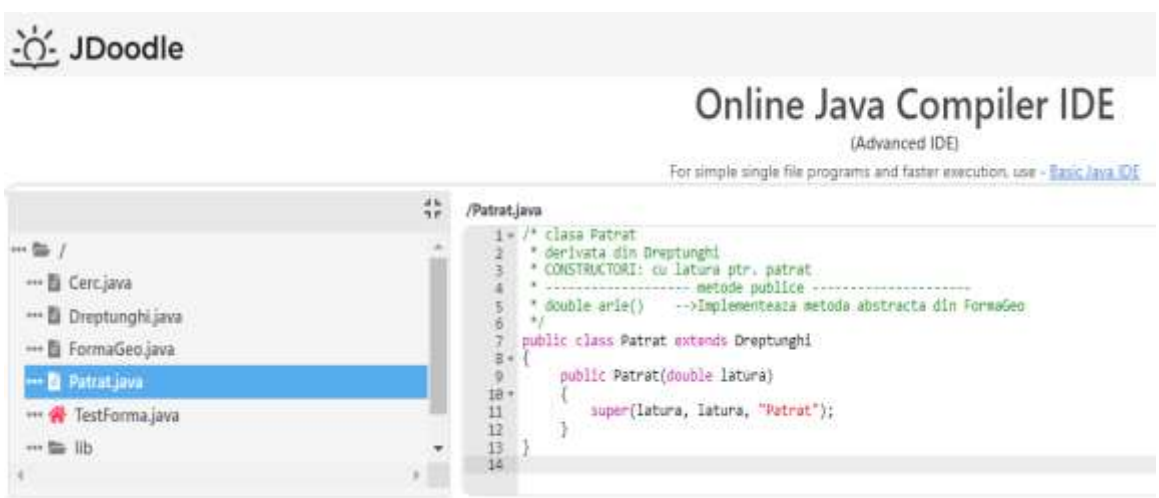 JDoodle
Online Java Compiler IDE
(Advanced IDE)
For simple single file programs and faster execution, use - Basic Java IDE
/
Cerc.java
Dreptunghi.java
FormaGeo.java
Patrat.java
TestForma.java
lib
/Patrat.java
1 /* clasa Patrat
2 * derivata din Dreptunghi
3 * CONSTRUCTORI: cu latura ptr. patrat
4 * ------------------- metode publice ----------------------
5 * double arie() -->Implementeaza metoda abstracta din FormaGeo
6 */
7 public class Patrat extends Dreptunghi
8 {
9 public Patrat(double latura)
10 {
11 super(latura, latura, "Patrat");
12 }
13 }
14